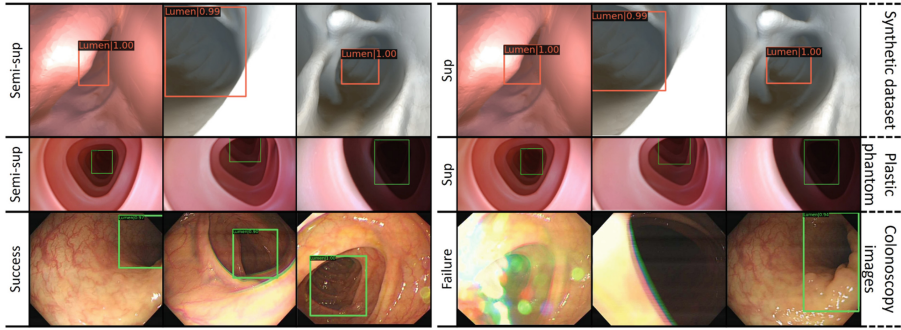 Semi-sup
Lumen|1.00
Lumen|0.99
Lumen|1.00
Sup
Lumen|1.00
Lumen|0.99
Lumen|1.00
Synthetic dataset
Semi-sup
Sup
Plastic
phantom
Success
Failure
Colonoscopy
images